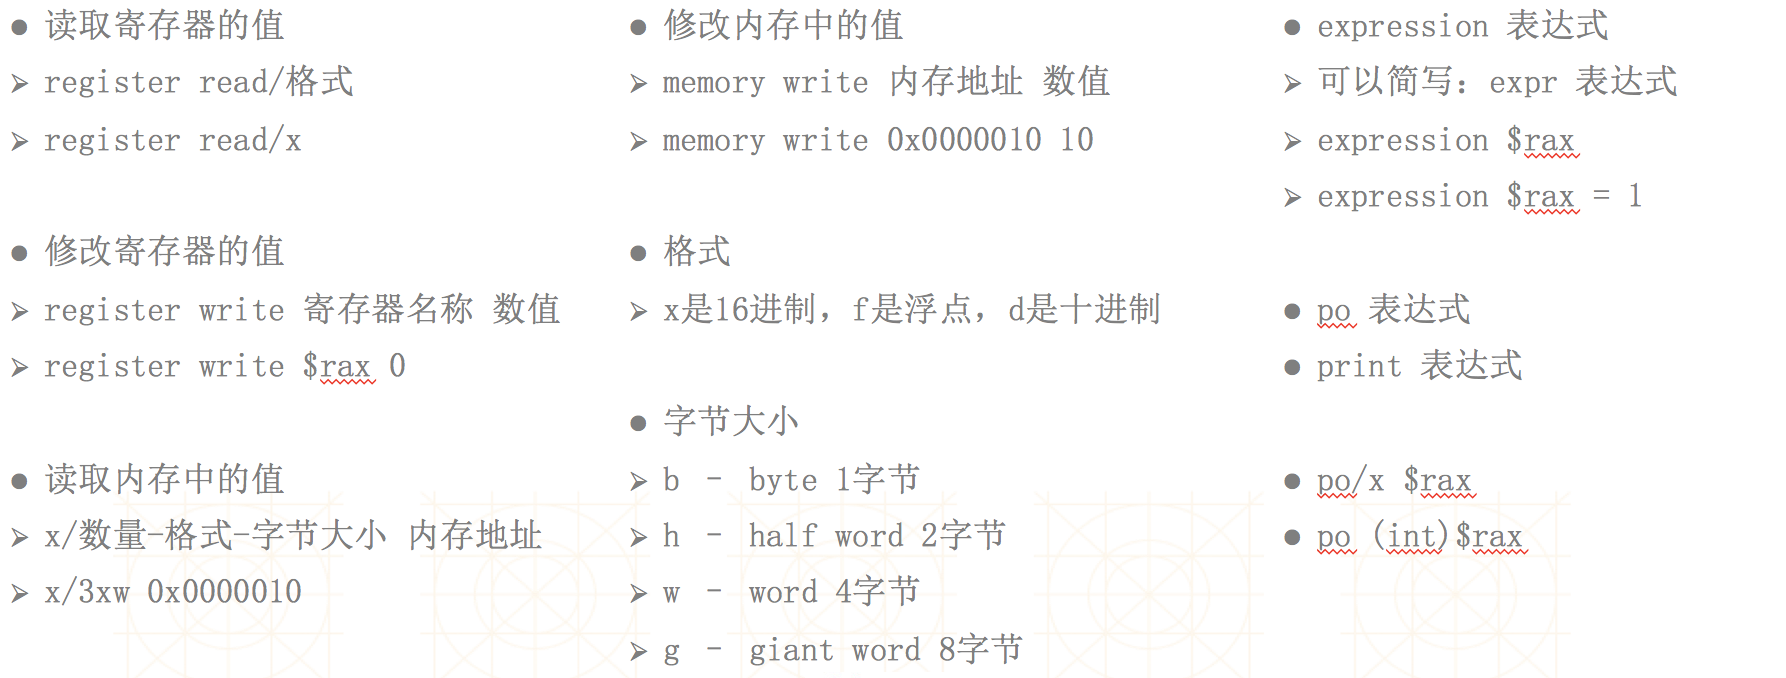 ● 读取寄存器的值
➢ register read/格式
➢ register read/x
● 修改寄存器的值
➢ register write 寄存器名称 数值
➢ register write $rax 0
● 读取内存中的值
➢ x/数量-格式-字节大小 内存地址
➢ x/3xw 0x0000010
● 修改内存中的值
➢ memory write 内存地址 数值
➢ memory write 0x0000010 10
● 格式
➢ x是16进制，f是浮点，d是十进制
● 字节大小
➢ b – byte 1字节
➢ h – half word 2字节
➢ w – word 4字节
➢ g – giant word 8字节
● expression 表达式
➢ 可以简写：expr 表达式
➢ expression $rax
➢ expression $rax = 1
● po 表达式
● print 表达式
● po/x $rax
● po (int)$rax